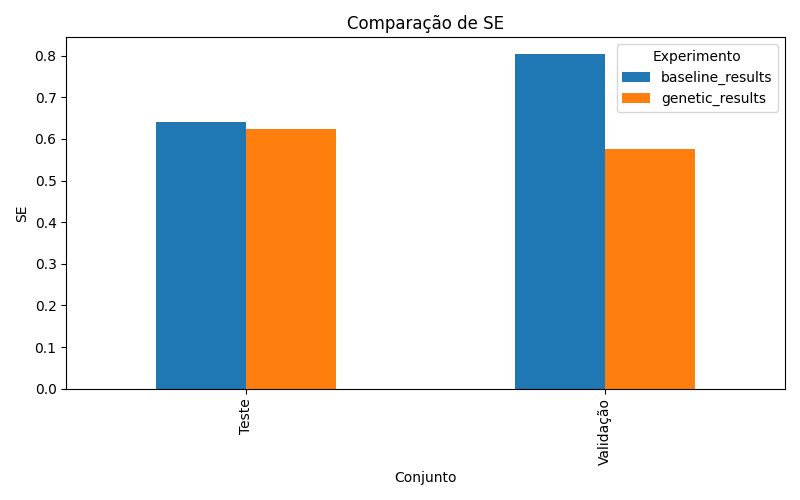 Comparação de SE
Experimento
baseline_results
genetic_results
SE
0.8
0.7
0.6
0.5
0.4
0.3
0.2
0.1
0.0
Teste
Validação
Conjunto